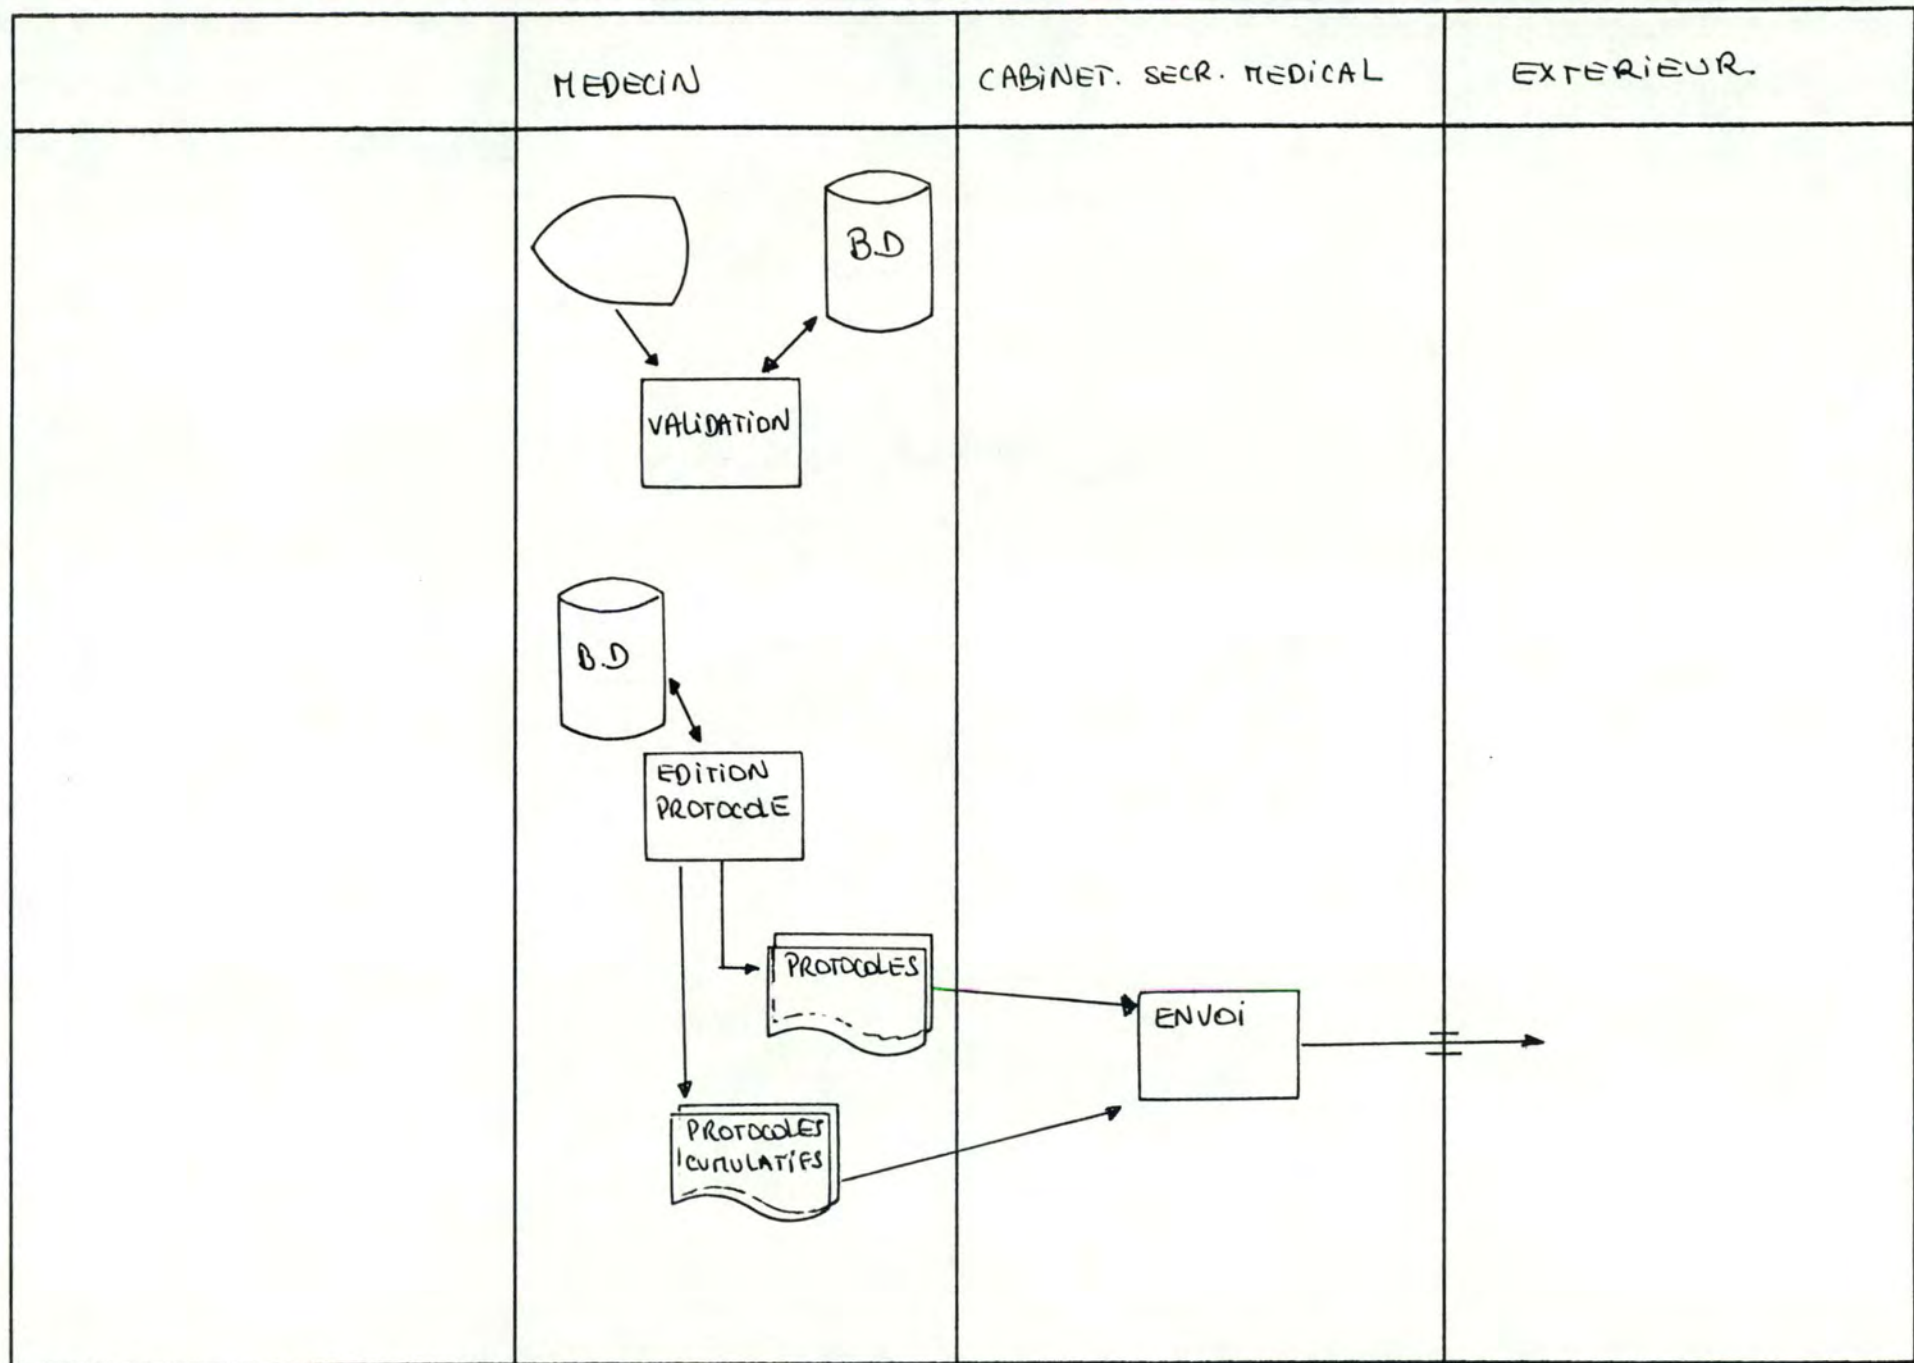 MEDECIN
CABINET. SECR. MEDICAL
EXTERIEUR.
B.D
VALIDATION
B.D
EDITION
PROTOCOLE
PROTOCOLES
ENVOI
PROTOCOLES
CUMULATIFS